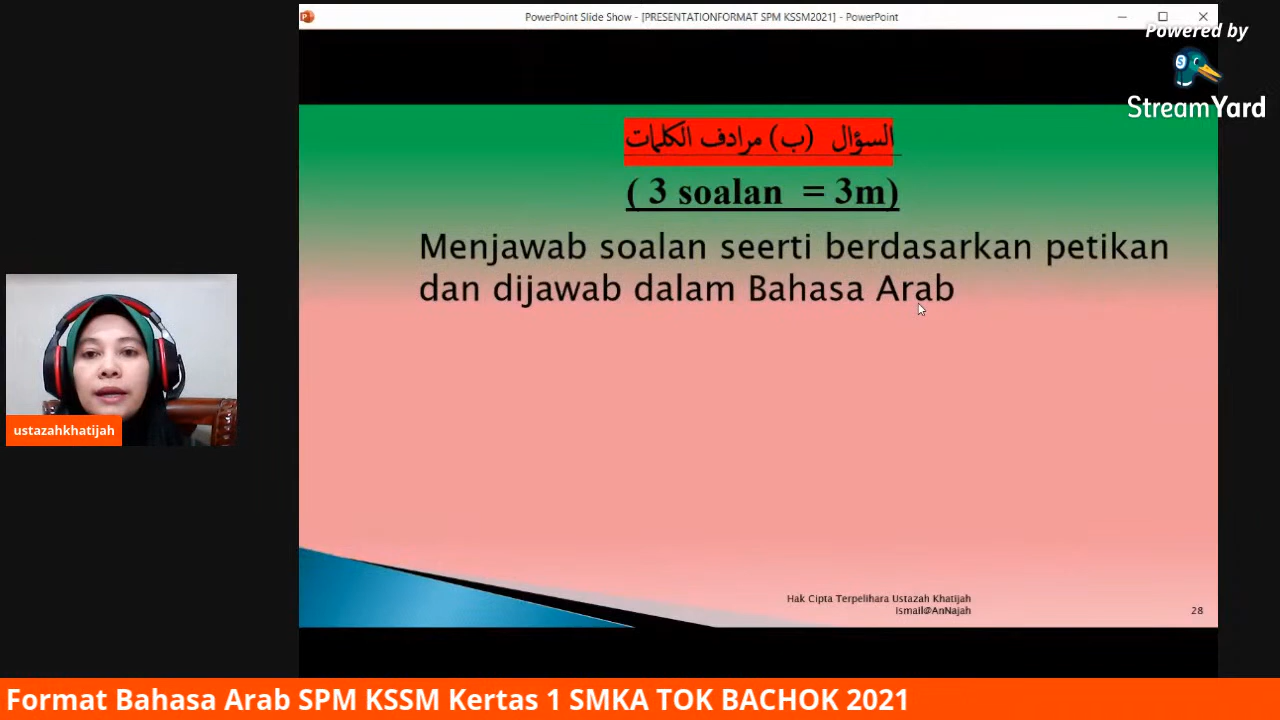 PowerPoint Slide Show - [PRESENTATIONFORMAT SPM KSSM2021] - PowerPoint
Powered by
StreamYard
السؤال (ب) مرادف الكلمات
( 3 soalan = 3m)
Menjawab soalan seerti berdasarkan petikan
dan dijawab dalam Bahasa Arab
ustazahkhatijah
Hak Cipta Terpelihara Ustazah Khatijah
Ismail@AnNajah
28
Format Bahasa Arab SPM KSSM Kertas 1 SMKA TOK BACHOK 2021